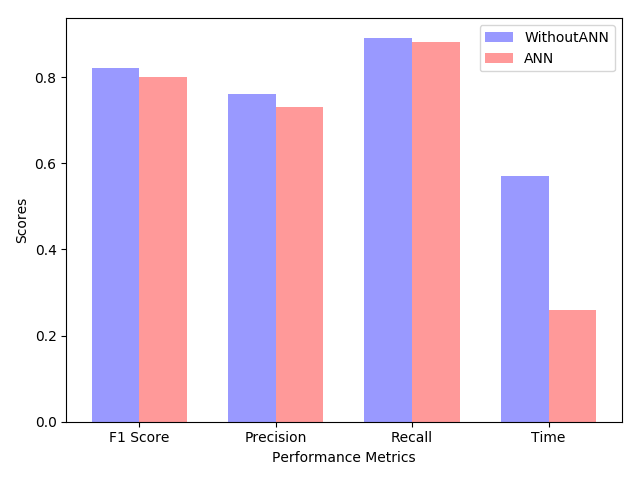 WithoutANN
ANN
Scores
0.8
0.6
0.4
0.2
0.0
F1 Score Precision Recall Time
Performance Metrics